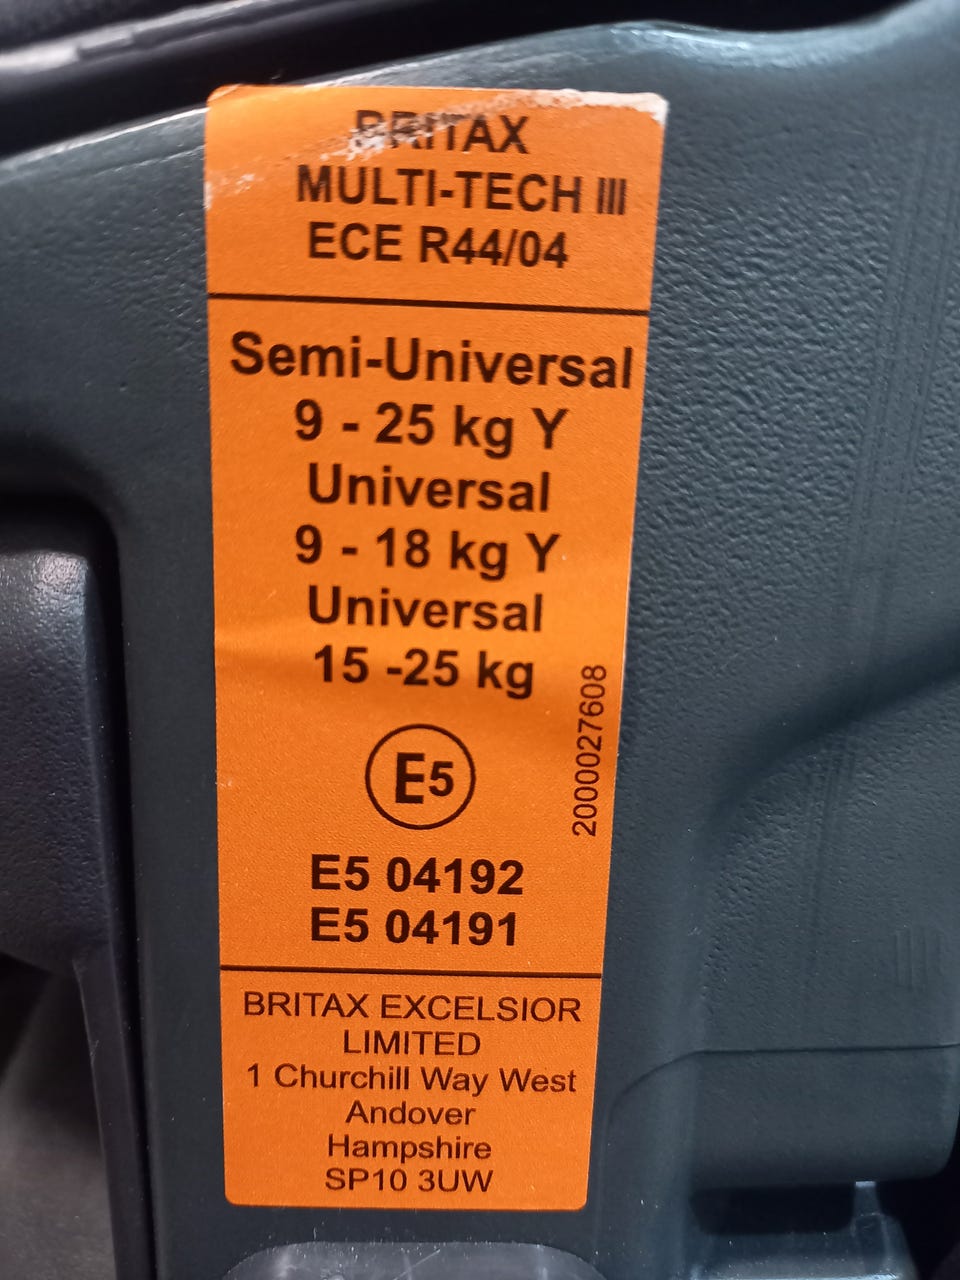 BRITAX
MULTI-TECH III
ECE R44/04
Semi-Universal
9 - 25 kg Y
Universal
9 - 18 kg Y
Universal
15 -25 kg
E5
2000027608
E5 04192
E5 04191
BRITAX EXCELSIOR
LIMITED
1 Churchill Way West
Andover
Hampshire
SP10 3UW